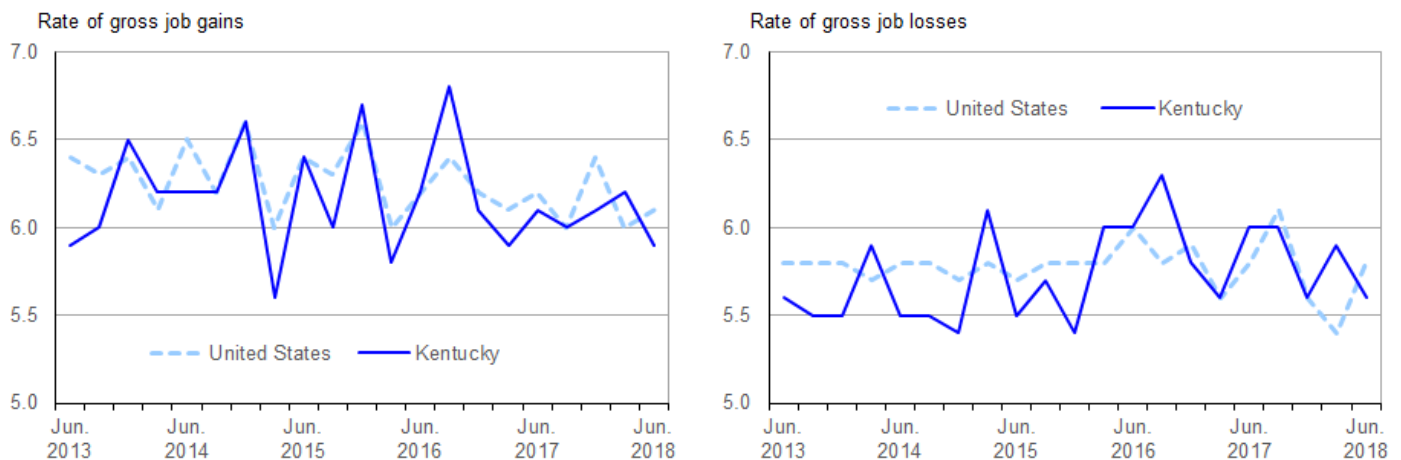 Rate of gross job gains
7.0
6.5
6.0
5.5
5.0
United States
Kentucky
Jun. 2013
Jun. 2014
Jun. 2015
Jun. 2016
Jun. 2017
Jun. 2018
Rate of gross job losses
7.0
6.5
6.0
5.5
5.0
United States
Kentucky
Jun. 2013
Jun. 2014
Jun. 2015
Jun. 2016
Jun. 2017
Jun. 2018